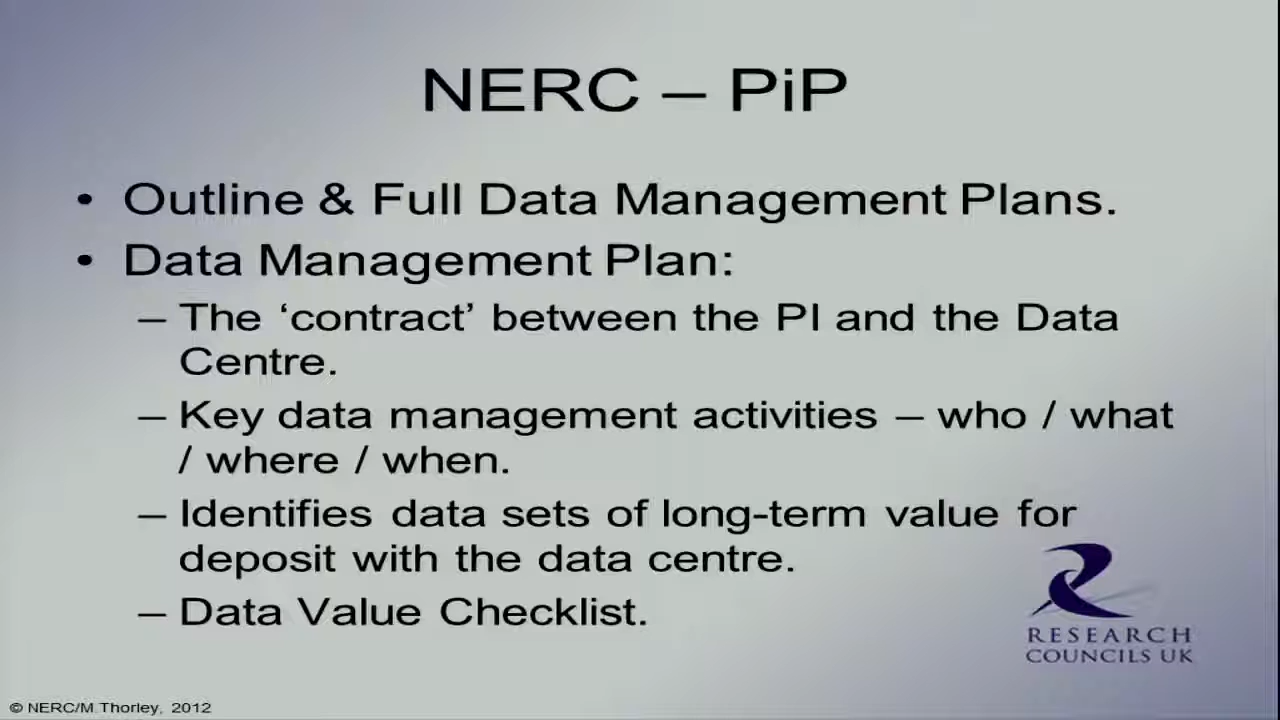 NERC – PiP
• Outline & Full Data Management Plans.
• Data Management Plan:
– The ‘contract’ between the PI and the Data
Centre.
– Key data management activities – who / what
/ where / when.
– Identifies data sets of long-term value for
deposit with the data centre.
– Data Value Checklist.
RESEARCH
COUNCILS UK
© NERC/M Thorley, 2012